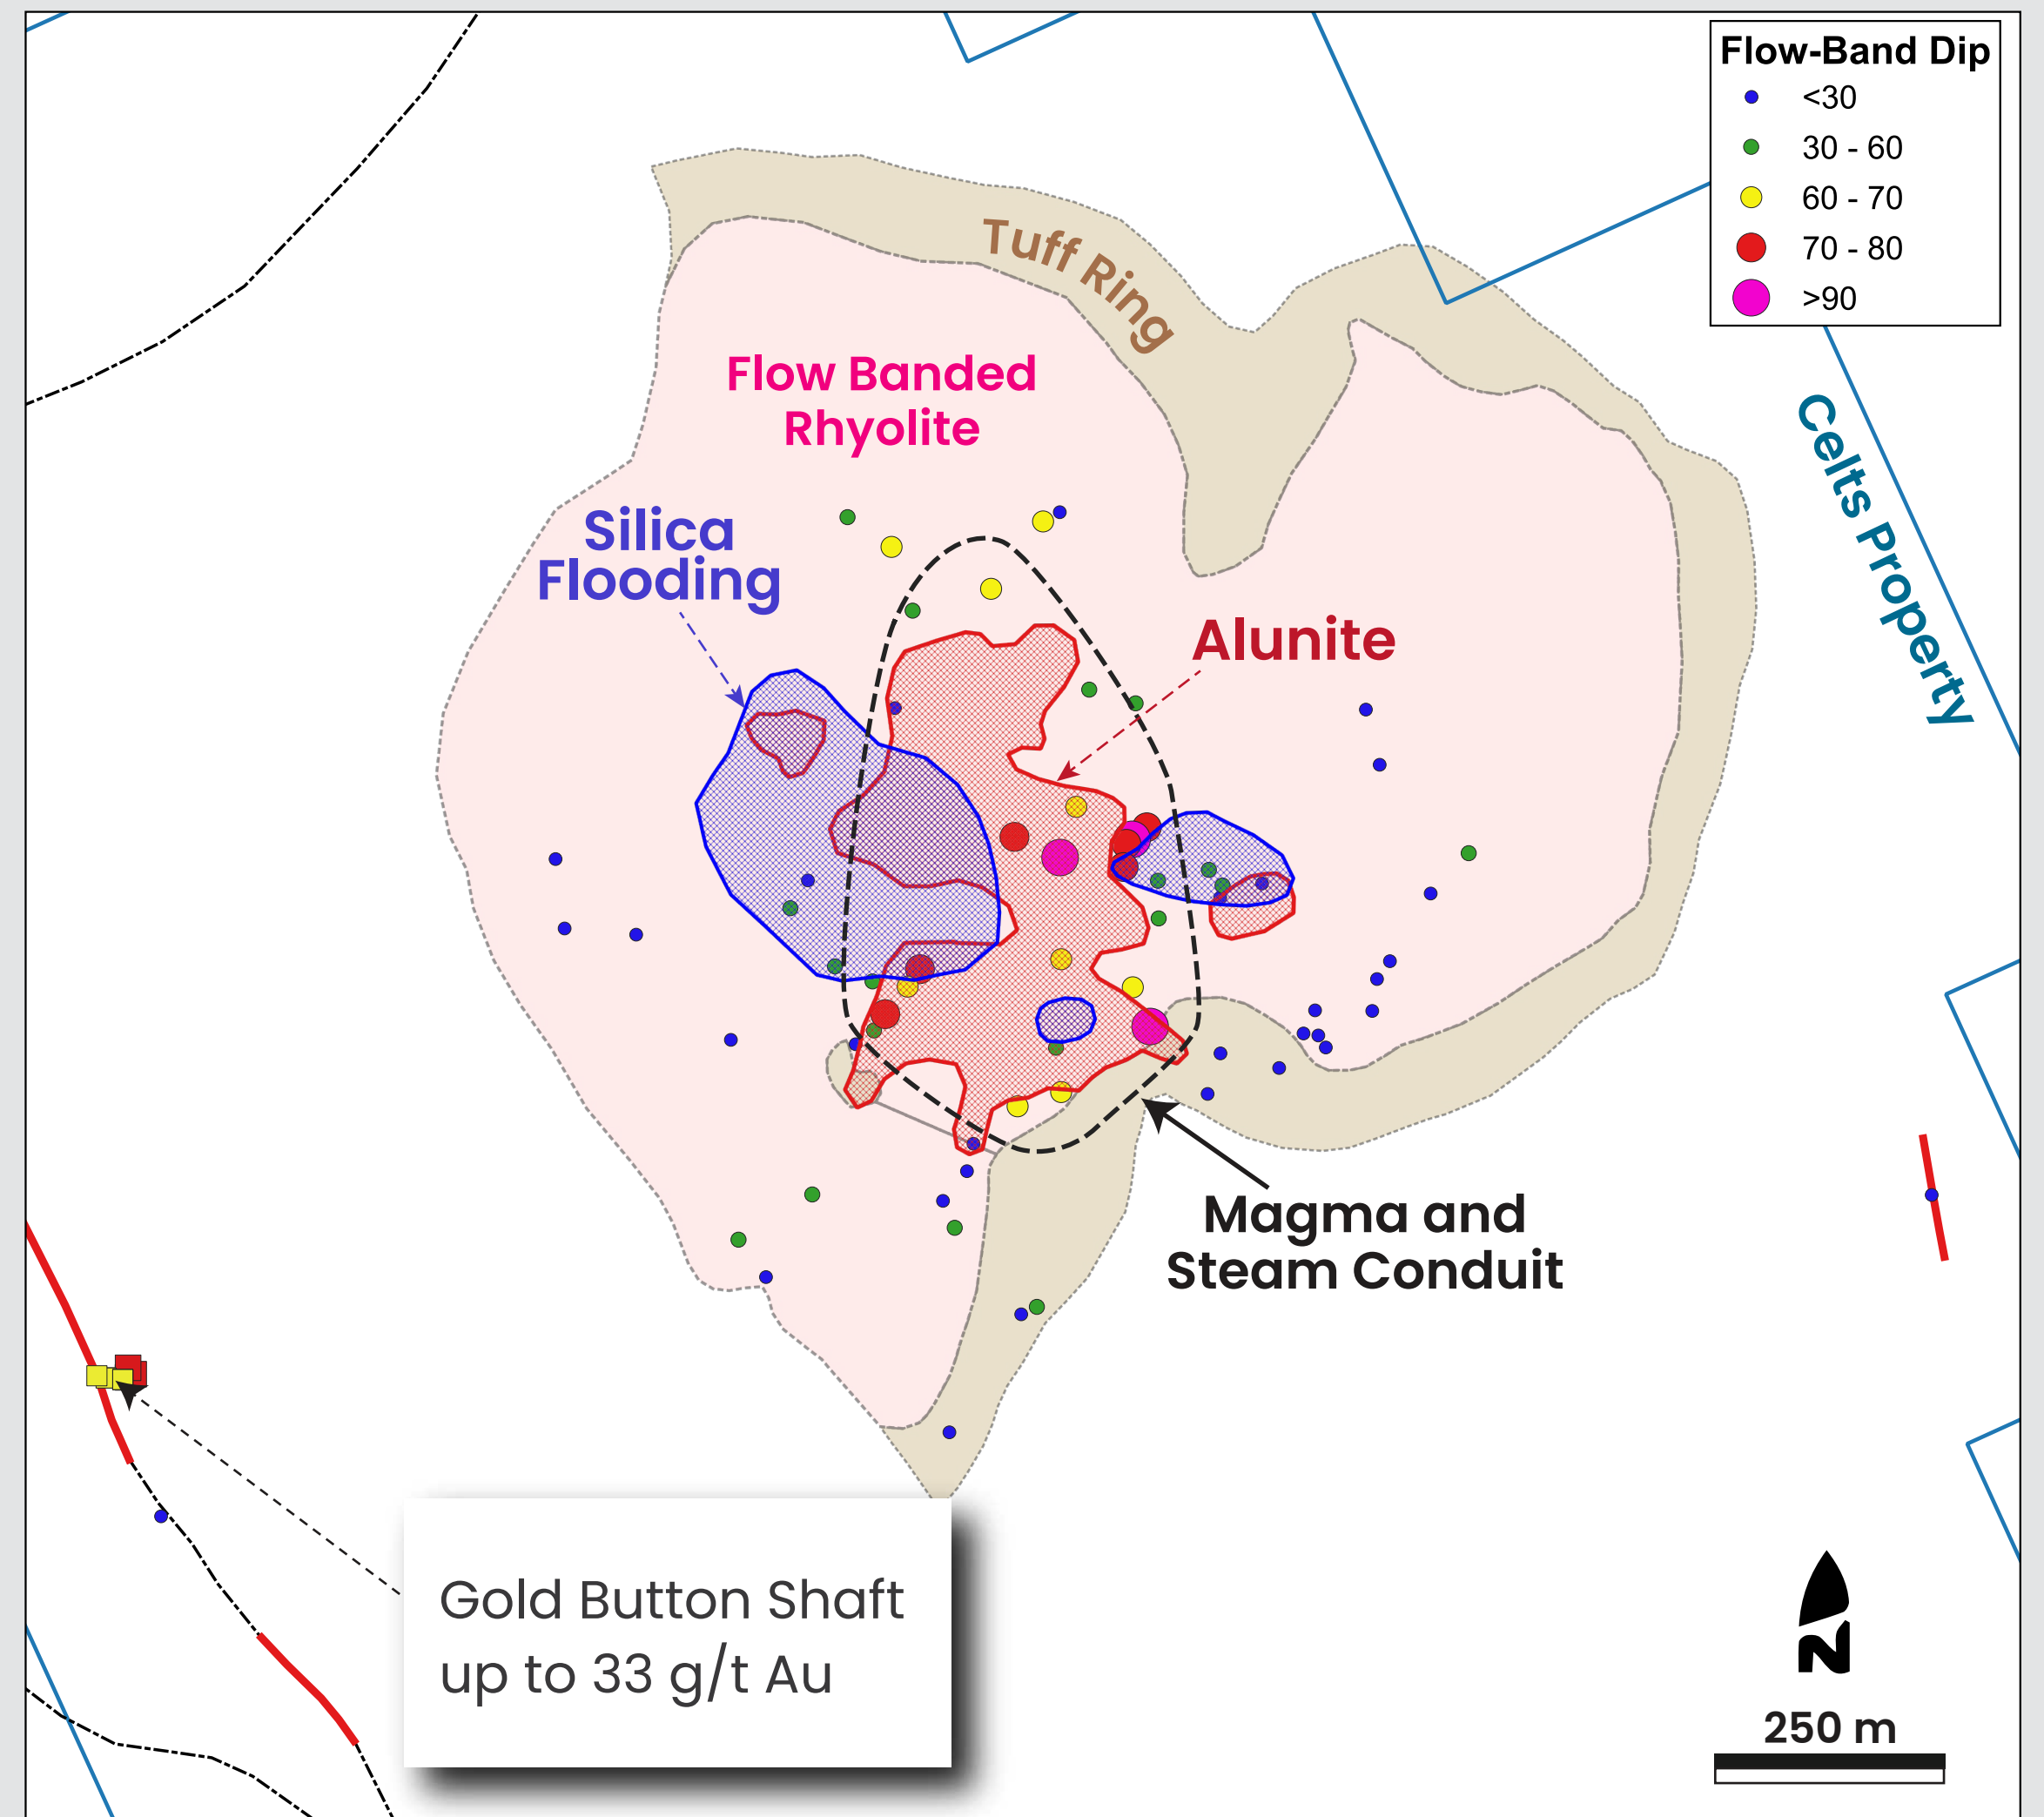 Flow-Band Dip
<30
30 - 60
60 - 70
70 - 80
>90
Tuff Ring
Flow Banded
Rhyolite
Silica
Flooding
Alunite
Celts Property
Magma and
Steam Conduit
Gold Button Shaft
up to 33 g/t Au
N
250 m